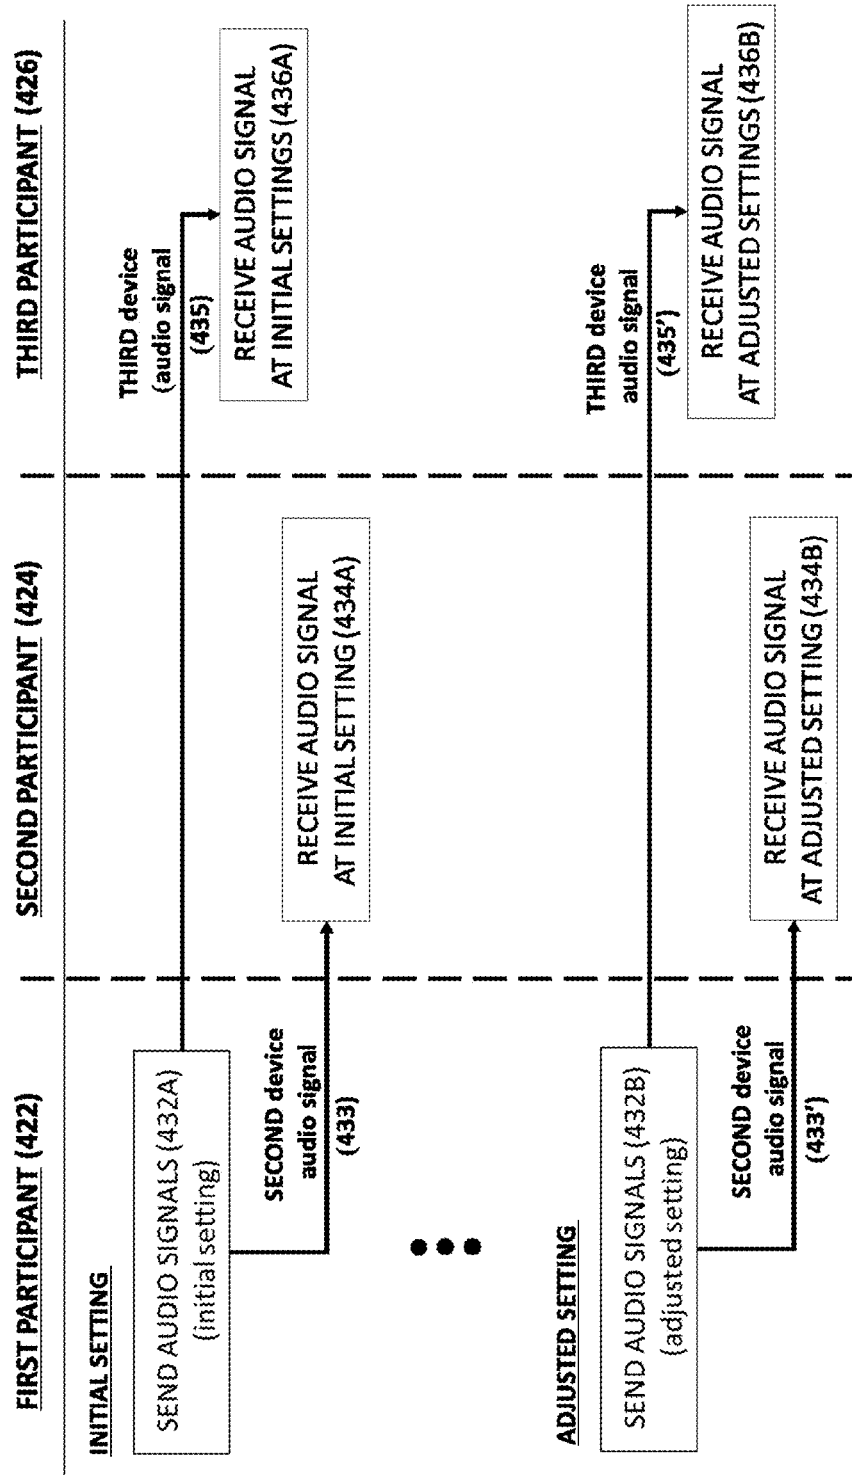 FIRST PARTICIPANT (422)
SECOND PARTICIPANT (424)
THIRD PARTICIPANT (426)
INITIAL SETTING
SEND AUDIO SIGNALS (432A)
(initial setting)
THIRD device
(audio signal
(435)
RECEIVE AUDIO SIGNAL
AT INITIAL SETTINGS (436A)
SECOND device
audio signal
(433)
RECEIVE AUDIO SIGNAL
AT INITIAL SETTING (434A)
ADJUSTED SETTING
SEND AUDIO SIGNALS (432B)
(adjusted setting)
THIRD device
audio signal
(435')
RECEIVE AUDIO SIGNAL
AT ADJUSTED SETTINGS (436B)
SECOND device
audio signal
(433')
RECEIVE AUDIO SIGNAL
AT ADJUSTED SETTING (434B)